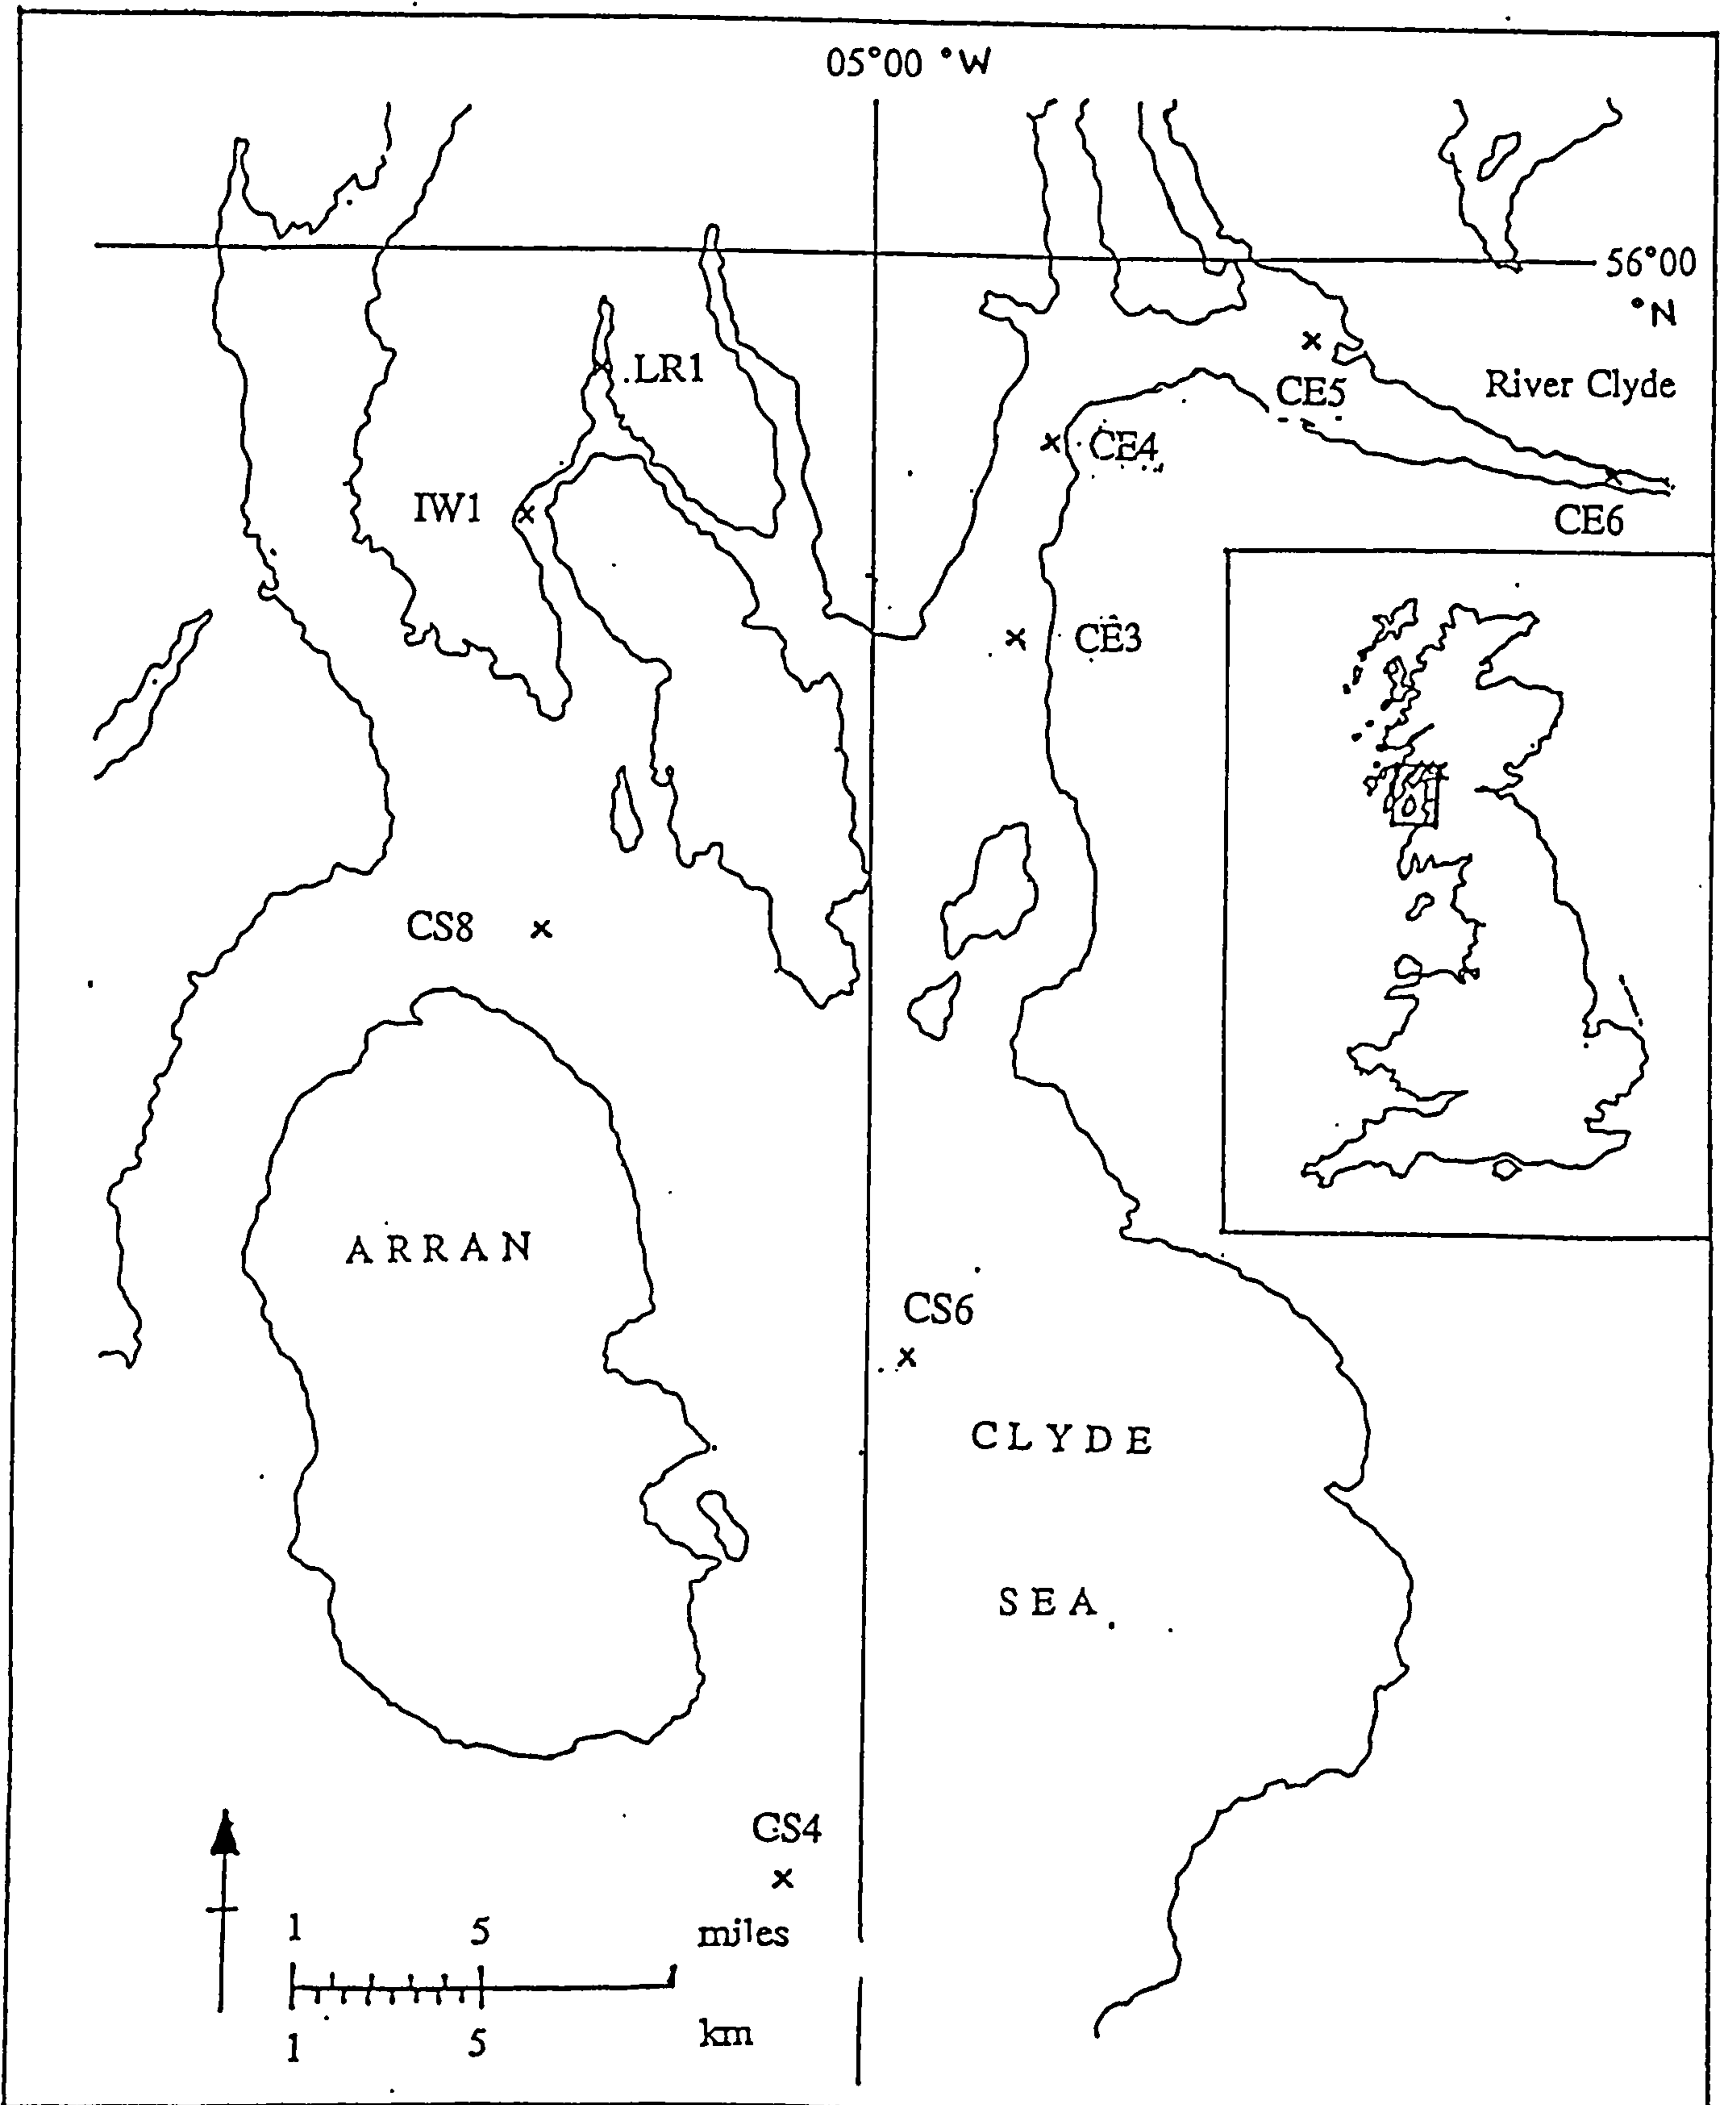 05°00 °W
56°00
°N
.LR1
River Clyde
CE5
CE4
IW1
CE6
CE3
CS8
ARRAN
CS6
CLYDE
SEA
CS4
1 5 miles
1 5 km